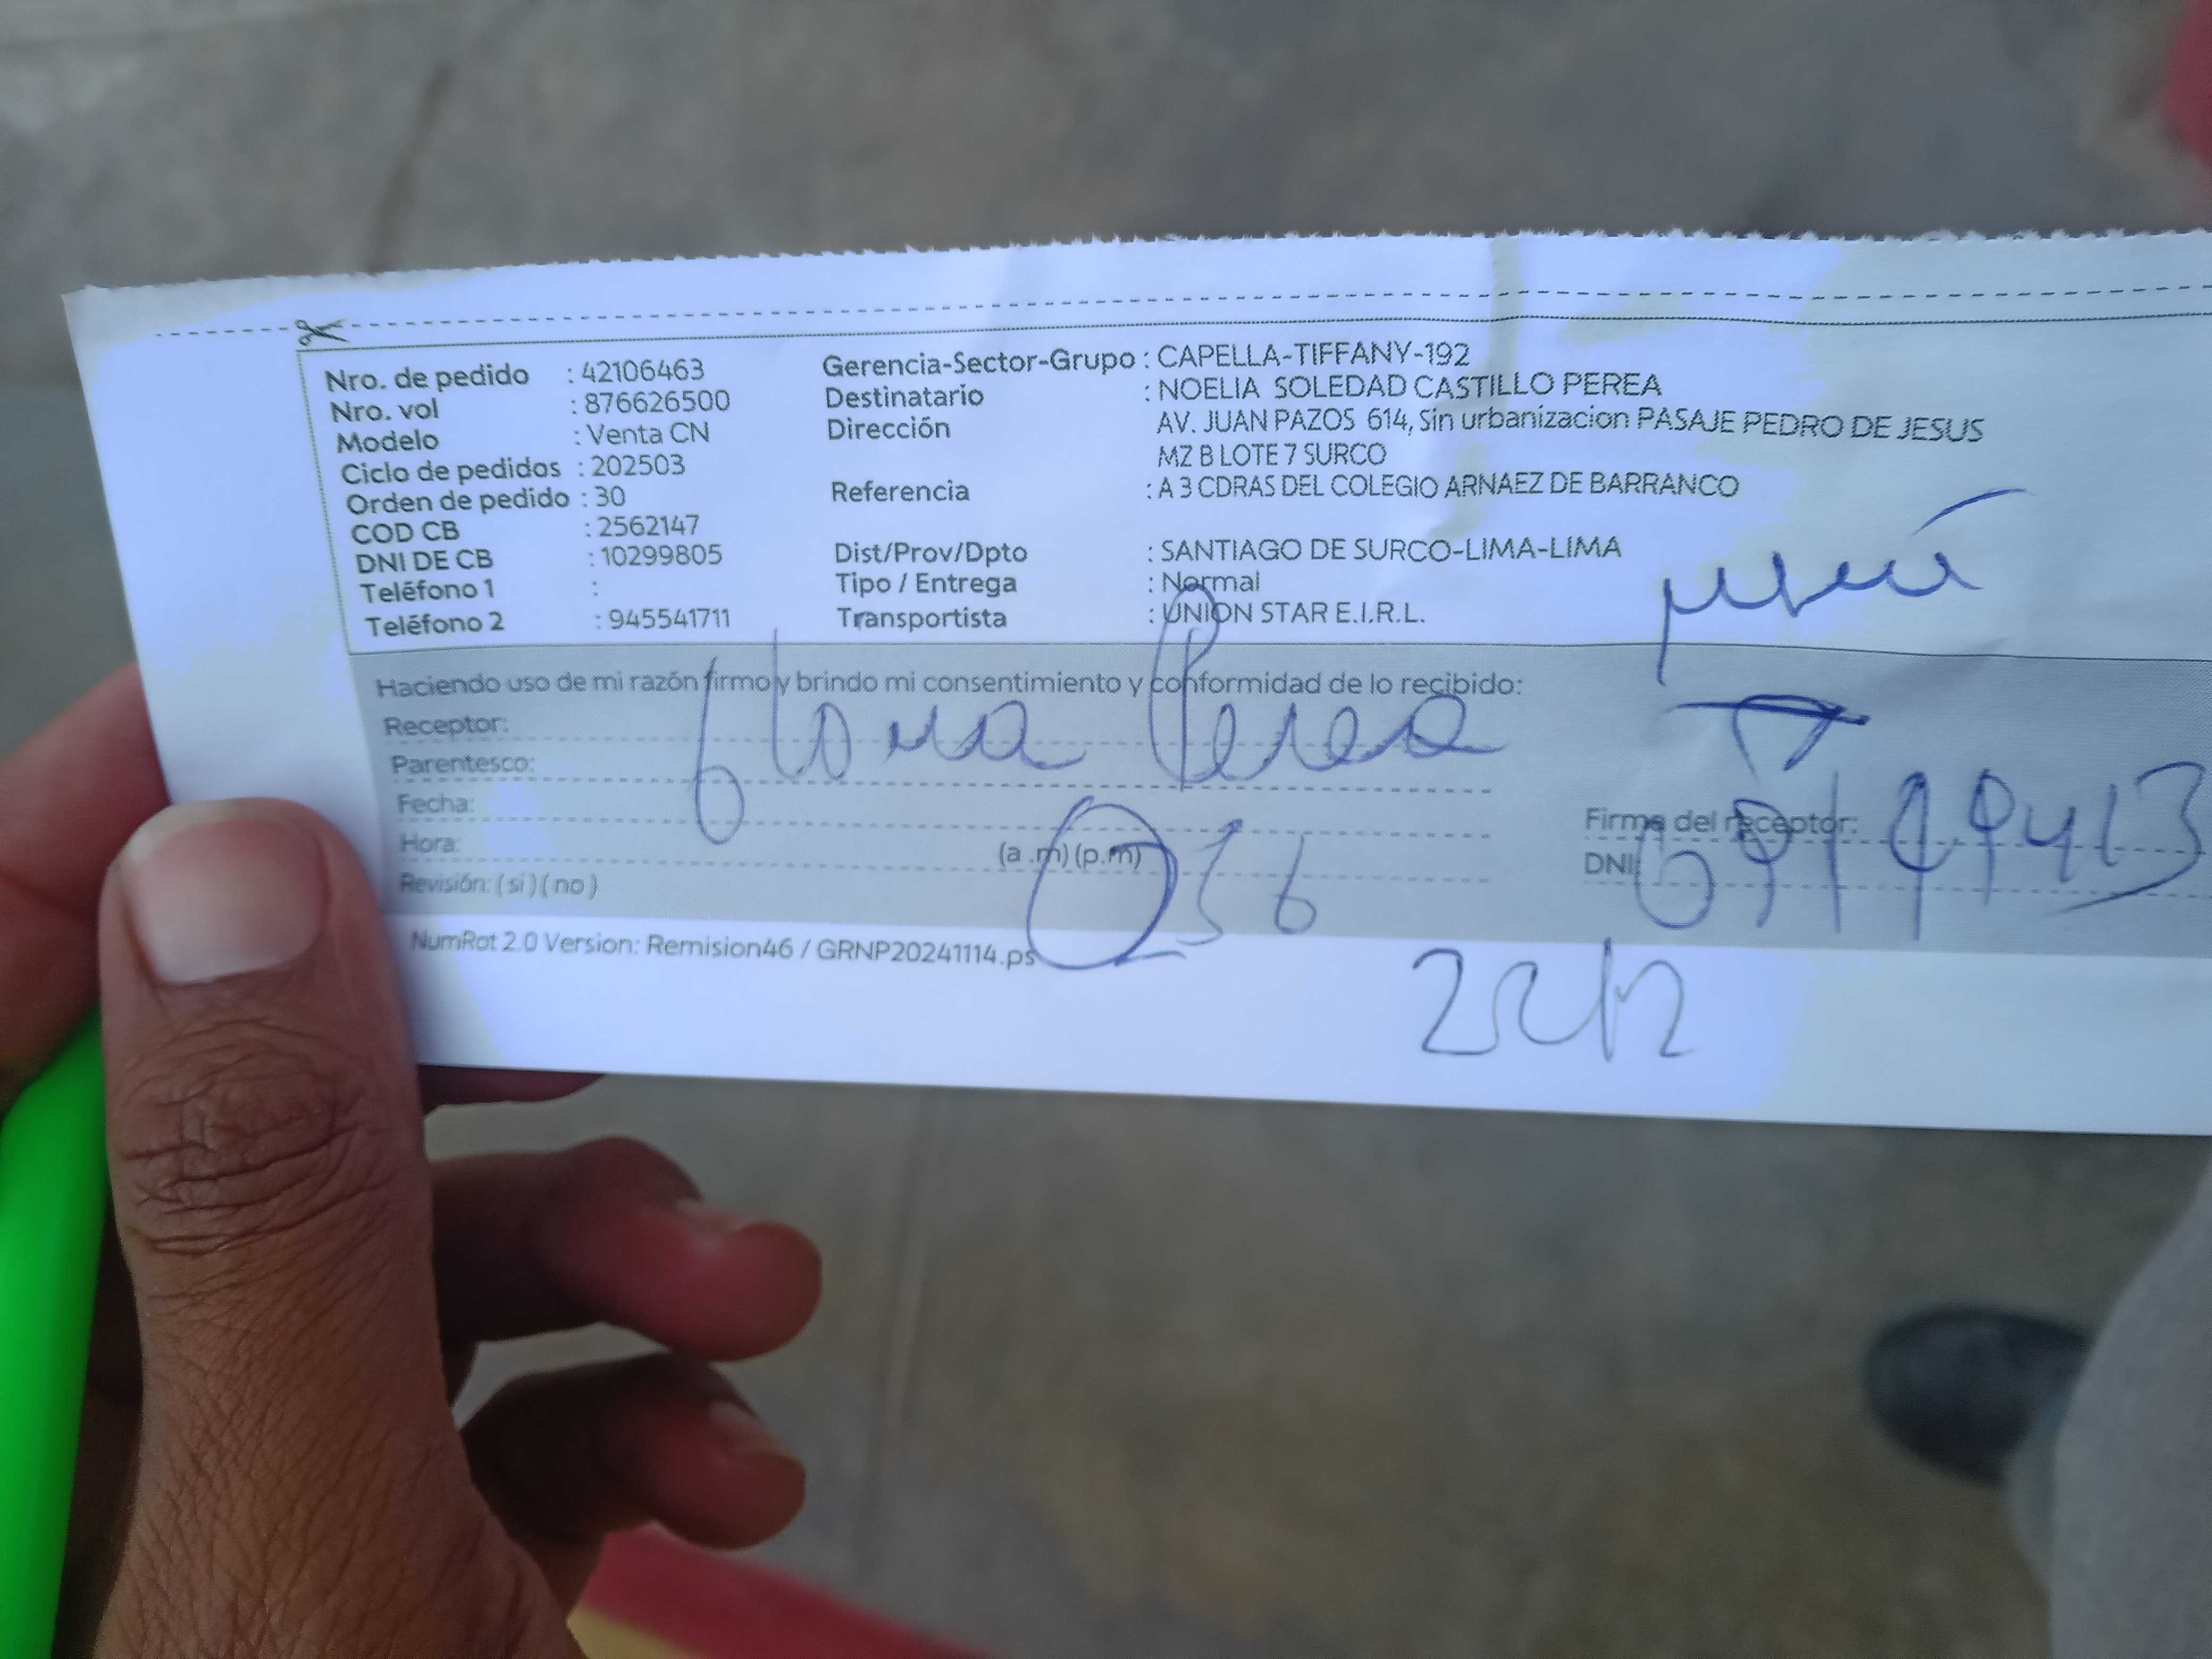 Nro. de pedido : 42106463
Nro. vol : 876626500
Modelo : Venta CN
Ciclo de pedidos : 202503
Orden de pedido : 30
COD CB : 2562147
DNI DE CB : 10299805
Teléfono 1 :
Teléfono 2 : 945541711
Gerencia-Sector-Grupo : CAPELLA-TIFFANY-192
Destinatario : NOELIA SOLEDAD CASTILLO PEREA
Dirección AV. JUAN PAZOS 614, Sin urbanizacion PASAJE PEDRO DE JESUS
MZ B LOTE 7 SURCO
Referencia : A 3 CDRAS DEL COLEGIO ARNAEZ DE BARRANCO
Dist/Prov/Dpto : SANTIAGO DE SURCO-LIMA-LIMA
Tipo / Entrega : Normal
Transportista : UNION STAR E.I.R.L.
Haciendo uso de mi razón firmo y brindo mi consentimiento y conformidad de lo recibido:
Receptor:
Perea
Parentesco:
Fecha:
Hora: (a .m) (p.m)
Revisión: ( si ) ( no )
Firma del receptor:
DNI:
NumRot 2.0 Version: Remision46 / GRNP20241114.ps